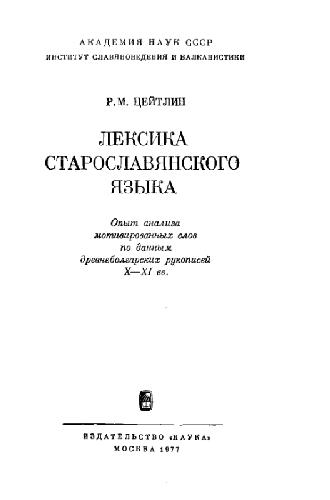 АКАДЕМИЯ НАУК СССР
ИНСТИТУТ СЛАВЯНОВЕДЕНИЯ И БАЛКАНИСТИКИ
Р. М. ЦЕЙТЛИН
ЛЕКСИКА
СТАРОСЛАВЯНСКОГО
ЯЗЫКА
Опыт анализа
мотивированных слов
по данным
древнеболгарских рукописей
X—XI вв.
ИЗДАТЕЛЬСТВО «НАУКА»
МОСКВА 1977